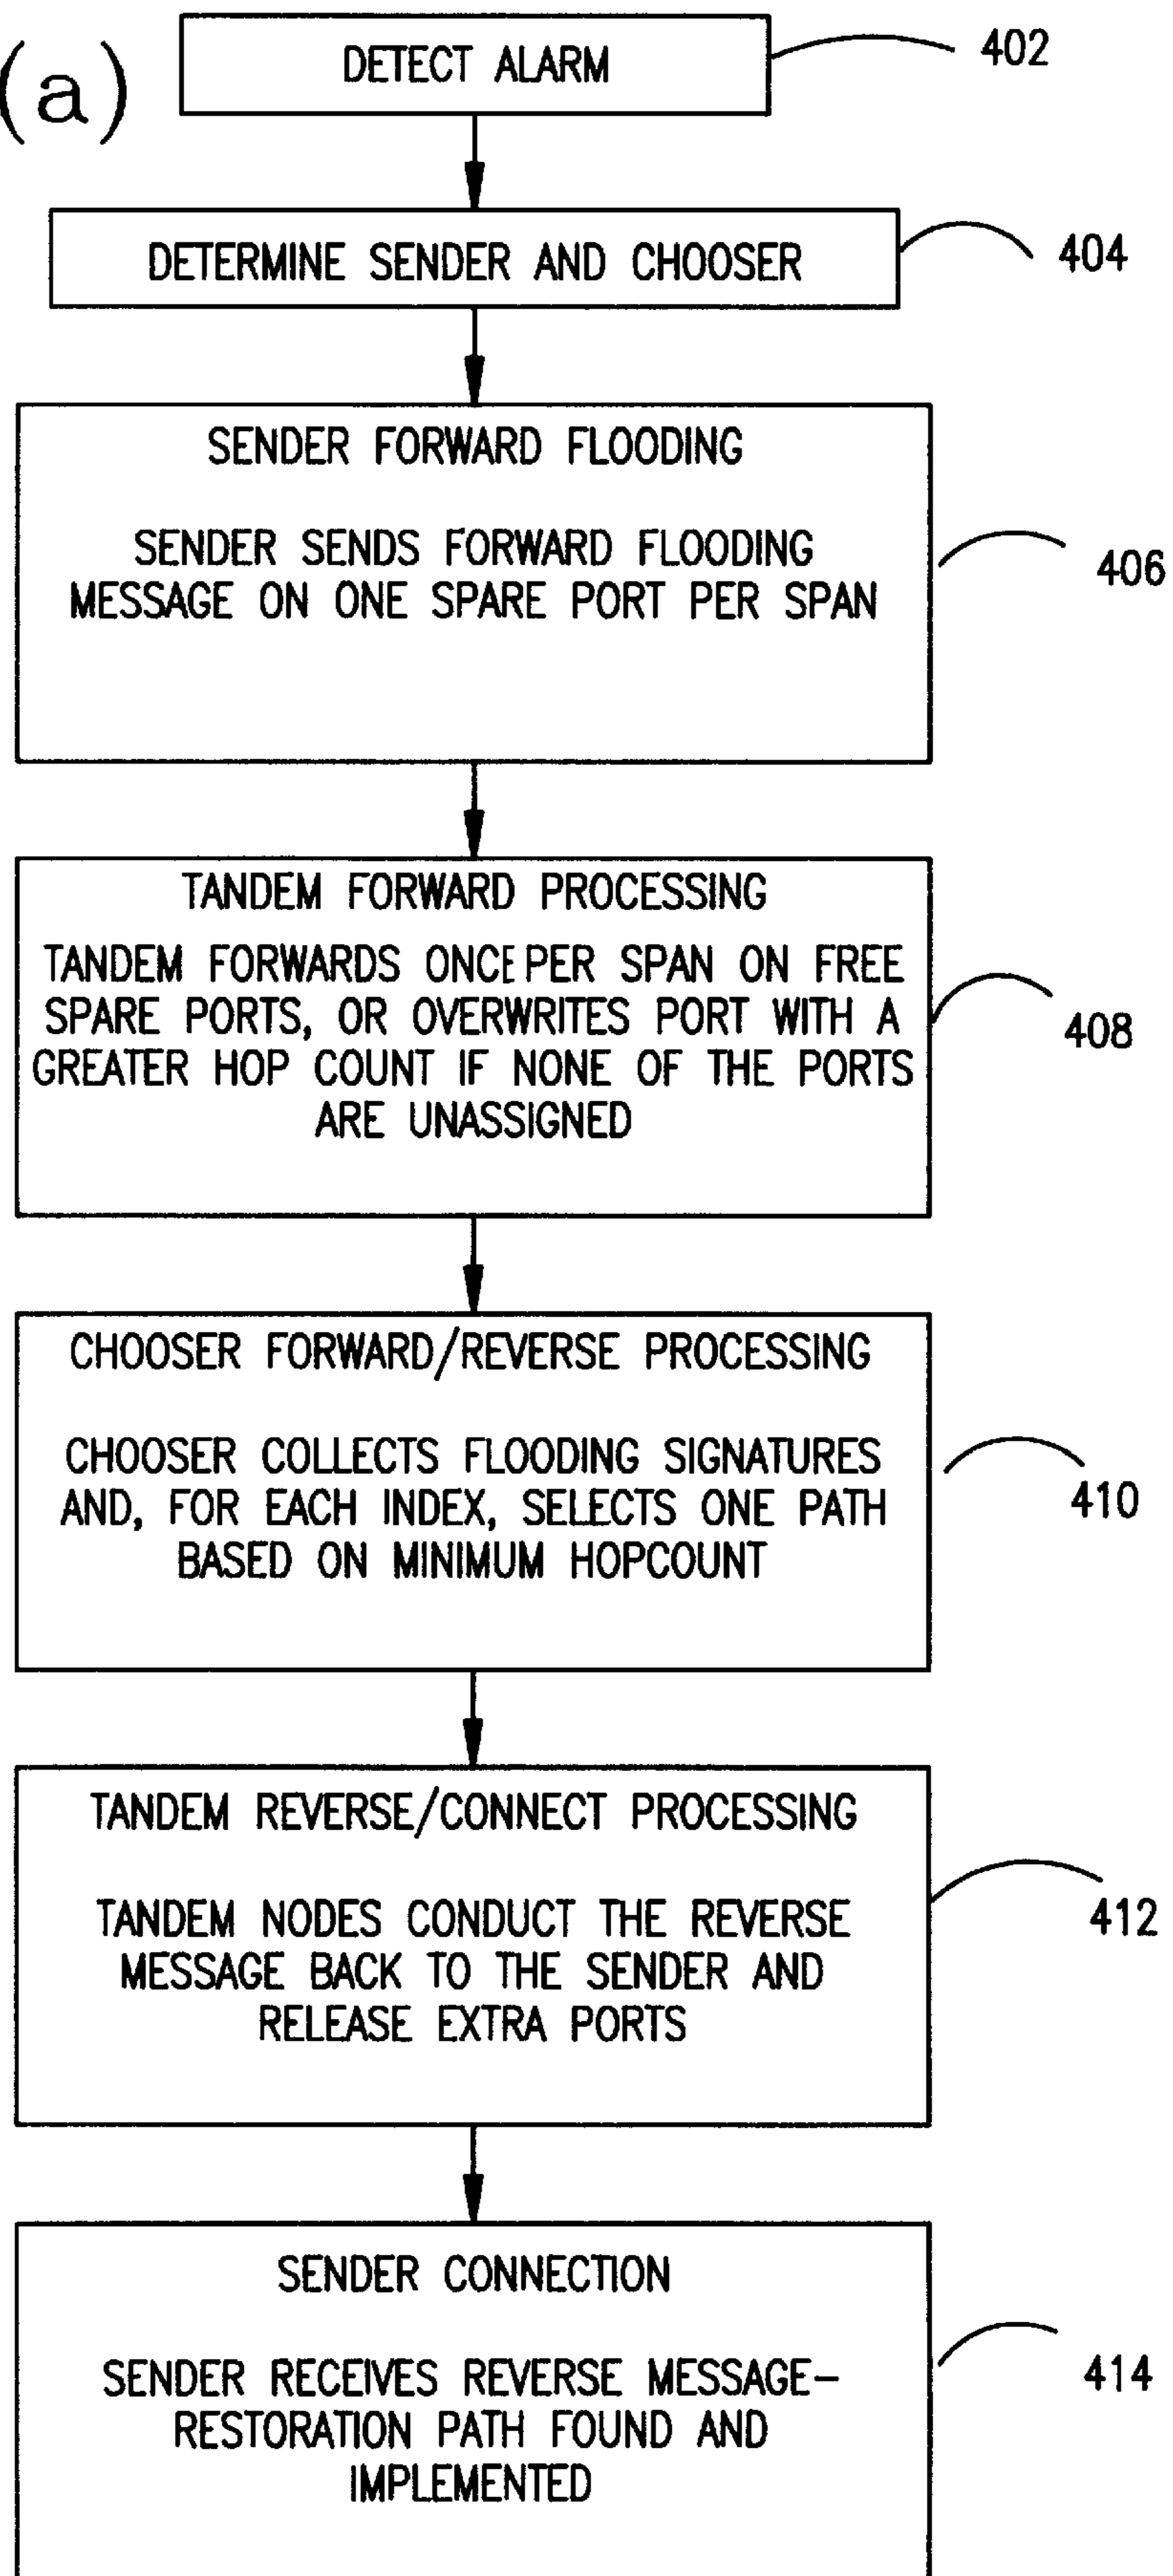 (a)
DETECT ALARM
402
DETERMINE SENDER AND CHOOSER
404
SENDER FORWARD FLOODING
SENDER SENDS FORWARD FLOODING
MESSAGE ON ONE SPARE PORT PER SPAN
406
TANDEM FORWARD PROCESSING
TANDEM FORWARDS ONCE PER SPAN ON FREE
SPARE PORTS, OR OVERWRITES PORT WITH A
GREATER HOP COUNT IF NONE OF THE PORTS
ARE UNASSIGNED
408
CHOOSER FORWARD/REVERSE PROCESSING
CHOOSER COLLECTS FLOODING SIGNATURES
AND, FOR EACH INDEX, SELECTS ONE PATH
BASED ON MINIMUM HOPCOUNT
410
TANDEM REVERSE/CONNECT PROCESSING
TANDEM NODES CONDUCT THE REVERSE
MESSAGE BACK TO THE SENDER AND
RELEASE EXTRA PORTS
412
SENDER CONNECTION
SENDER RECEIVES REVERSE MESSAGE–
RESTORATION PATH FOUND AND
IMPLEMENTED
414